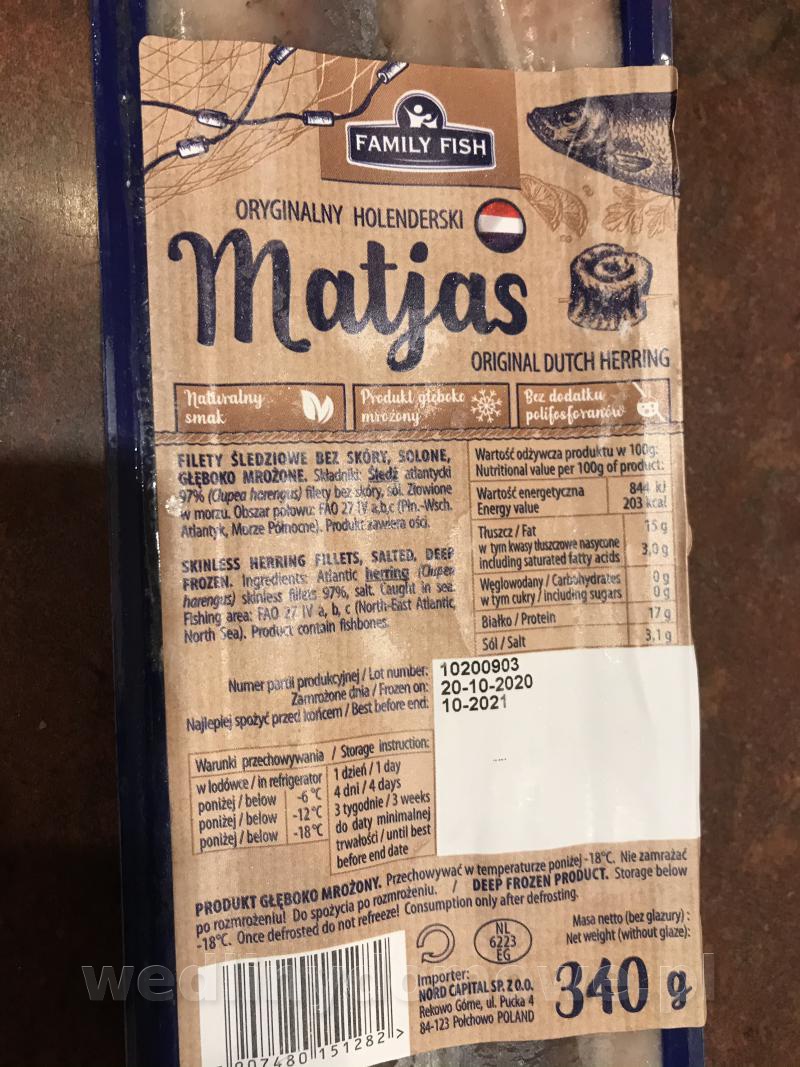 FAMILY FISH
ORYGINALNY HOLENDERSKI
Matjas
ORIGINAL DUTCH HERRING
Naturalny
smak
Produkt głęboko
mrożony
Bez dodatku
polifosforanów
FILETY ŚLEDZIOWE BEZ SKÓRY, SOLONE,
GŁĘBOKO MROŻONE. Składniki: Śledź atlantycki
97% (Clupea harengus) filety bez skóry, sól. Złowione
w morzu. Obszar połowu: FAO 27 IV a,b,c (Płn.-Wsch.
Atlantyk, Morze Północne). Produkt zawiera ości.
SKINLESS HERRING FILLETS, SALTED, DEEP
FROZEN. Ingredients: Atlantic herring (Clupea
harengus) skinless fillets 97%, salt. Caught in sea.
Fishing area: FAO 27 IV a, b, c (North-East Atlantic,
North Sea). Product contain fishbones.
Wartość odżywcza produktu w 100g:
Nutritional value per 100g of product:
Wartość energetyczna 844 kJ
Energy value 203 kcal
Tłuszcz / Fat 15 g
w tym kwasy tłuszczowe nasycone 3,0 g
including saturated fatty acids
Węglowodany / Carbohydrates 0 g
w tym cukry / including sugars 0 g
Białko / Protein 17 g
Sól / Salt 3,1 g
Numer partii produkcyjnej / Lot number: 10200903
Zamrożone dnia / Frozen on: 20-10-2020
Najlepiej spożyć przed końcem / Best before end: 10-2021
Warunki przechowywania / Storage instruction:
w lodówce / in refrigerator 1 dzień / 1 day
poniżej / below -6°C 4 dni / 4 days
poniżej / below -12°C 3 tygodnie / 3 weeks
poniżej / below -18°C do daty minimalnej
trwałości / until best
before end date
PRODUKT GŁĘBOKO MROŻONY. Przechowywać w temperaturze poniżej -18°C. Nie zamrażać
po rozmrożeniu! Do spożycia po rozmrożeniu. / DEEP FROZEN PRODUCT. Storage below
-18°C. Once defrosted do not refreeze! Consumption only after defrosting.
NL
6223
EG
Masa netto (bez glazury) :
Net weight (without glaze):
340 g
Importer:
NORD CAPITAL SP. Z O.O.
Rekowo Górne, ul. Pucka 4
84-123 Połchowo POLAND
007480 151282 >